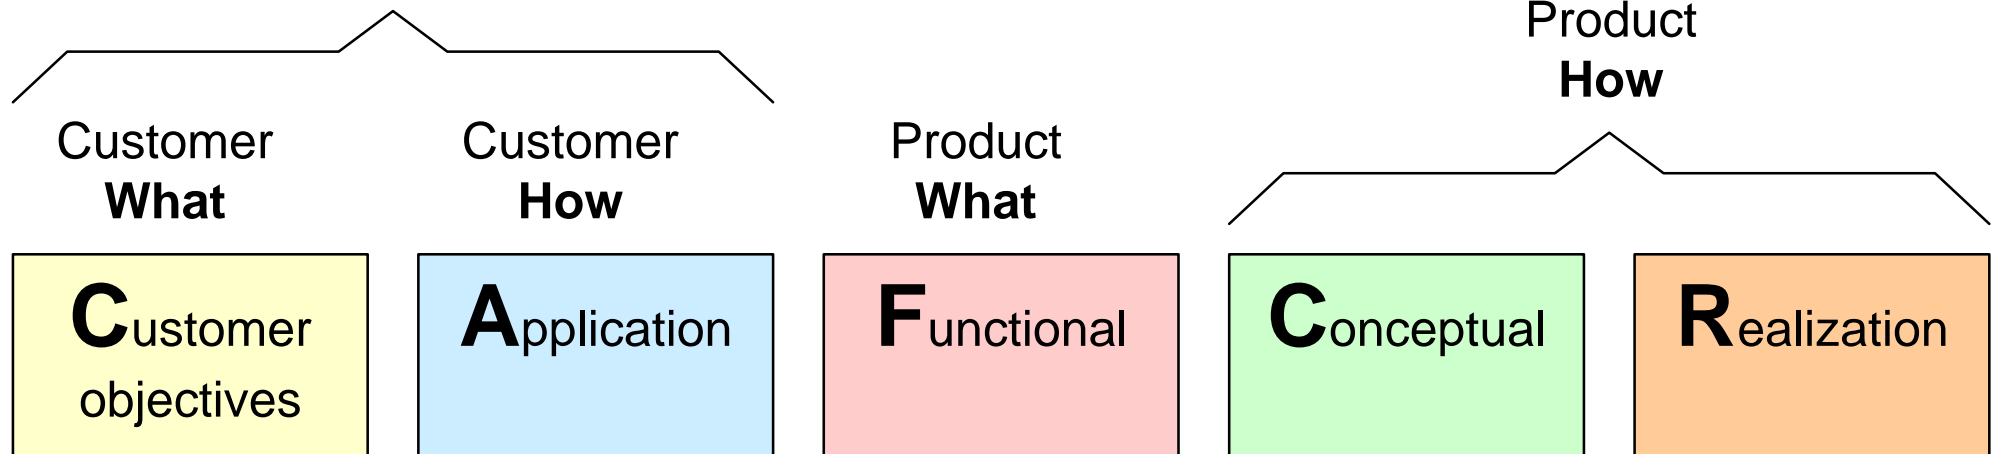 Product
How
Customer
What
Customer
How
Product
What
Customer
objectives
Application
Functional
Conceptual
Realization